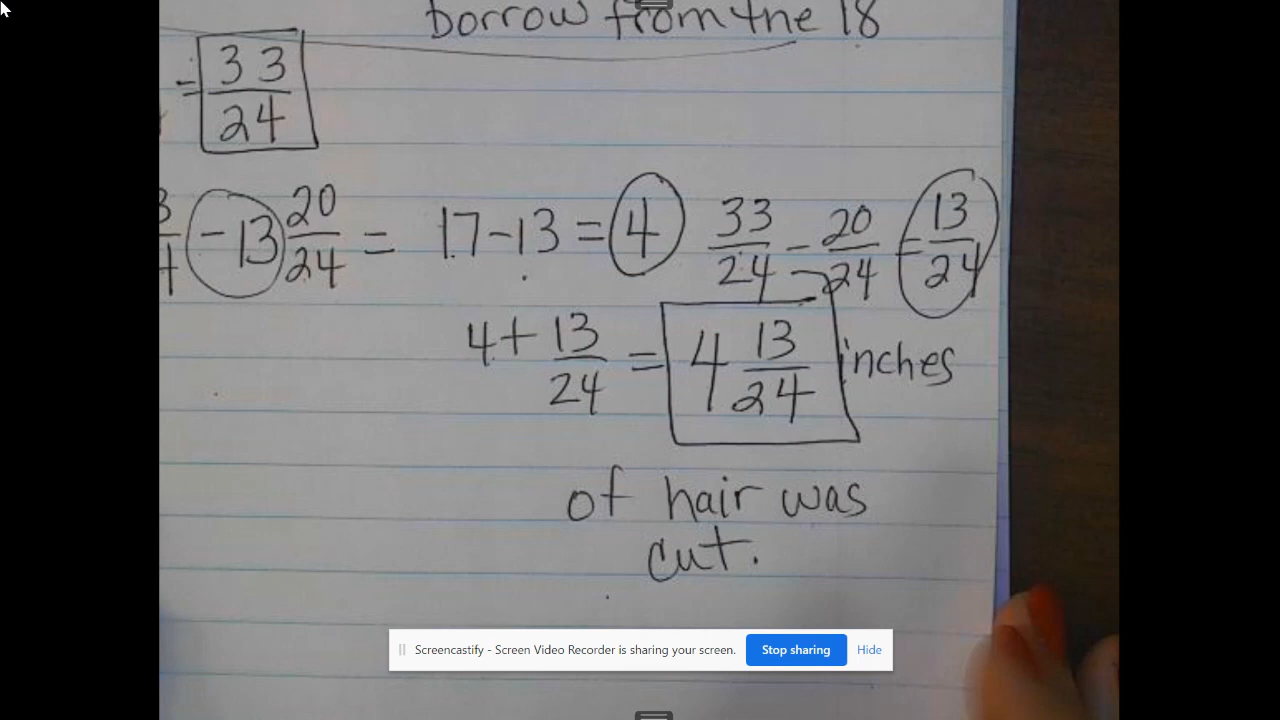 borrow from the 18
= 33/24
- 13 20/24 = 17-13 = 4 33/24 - 20/24 = 13/24
4 + 13/24 = 4 13/24 inches
of hair was
cut.
Screencastify - Screen Video Recorder is sharing your screen. Stop sharing Hide